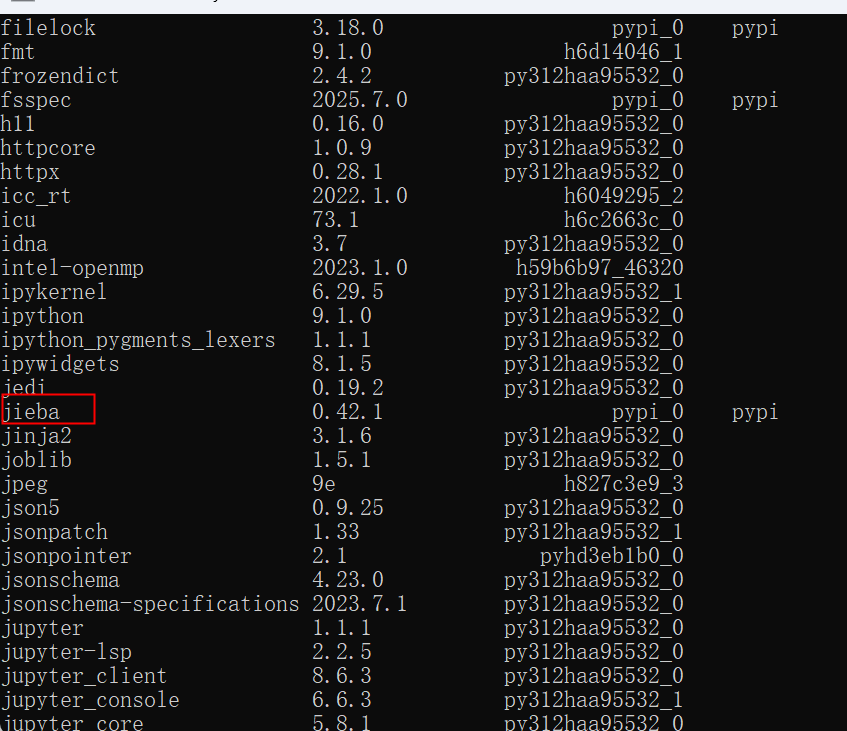 filelock 3.18.0 pypi_0 pypi
fmt 9.1.0 h6d14046_1
frozendict 2.4.2 py312haa95532_0
fsspec 2025.7.0 pypi_0 pypi
h11 0.16.0 py312haa95532_0
httpcore 1.0.9 py312haa95532_0
httpx 0.28.1 py312haa95532_0
icc_rt 2022.1.0 h6049295_2
icu 73.1 h6c2663c_0
idna 3.7 py312haa95532_0
intel-openmp 2023.1.0 h59b6b97_46320
ipykernel 6.29.5 py312haa95532_1
ipython 9.1.0 py312haa95532_0
ipython_pygments_lexers 1.1.1 py312haa95532_0
ipywidgets 8.1.5 py312haa95532_0
jedi 0.19.2 py312haa95532_0
jieba 0.42.1 pypi_0 pypi
jinja2 3.1.6 py312haa95532_0
joblib 1.5.1 py312haa95532_0
jpeg 9e h827c3e9_3
json5 0.9.25 py312haa95532_0
jsonpatch 1.33 py312haa95532_1
jsonpointer 2.1 pyhd3eb1b0_0
jsonschema 4.23.0 py312haa95532_0
jsonschema-specifications 2023.7.1 py312haa95532_0
jupyter 1.1.1 py312haa95532_0
jupyter-lsp 2.2.5 py312haa95532_0
jupyter_client 8.6.3 py312haa95532_0
jupyter_console 6.6.3 py312haa95532_1
jupyter_core 5.8.1 py312haa95532_0